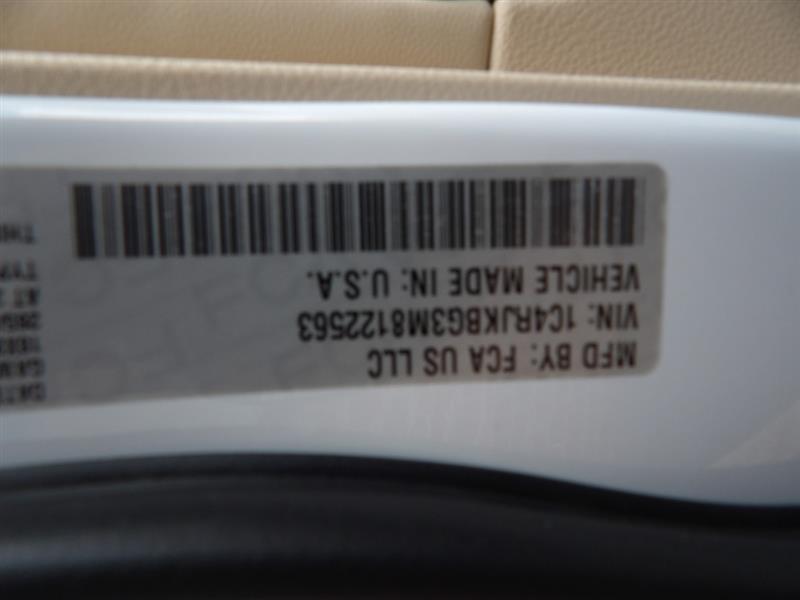 MFD BY: FCA US LLC
VIN: 1C4RJKBG3M8122563
VEHICLE MADE IN: U.S.A.